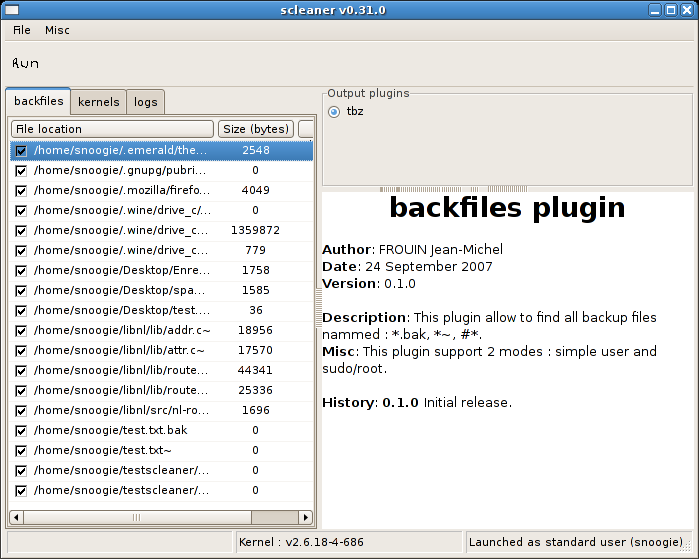 scleaner v0.31.0
File Misc
Run
backfiles kernels logs
File location Size (bytes)
/home/snoogie/.emerald/the... 2548
/home/snoogie/.gnupg/pubri... 0
/home/snoogie/.mozilla/firefo... 4049
/home/snoogie/.wine/drive_c/... 0
/home/snoogie/.wine/drive_c... 1359872
/home/snoogie/.wine/drive_c... 779
/home/snoogie/Desktop/Enre... 1758
/home/snoogie/Desktop/spa... 1585
/home/snoogie/Desktop/test.... 36
/home/snoogie/libnl/lib/addr.c~ 18956
/home/snoogie/libnl/lib/attr.c~ 17570
/home/snoogie/libnl/lib/route... 44341
/home/snoogie/libnl/lib/route... 25336
/home/snoogie/libnl/src/nl-ro... 1696
/home/snoogie/test.txt.bak 0
/home/snoogie/test.txt~ 0
/home/snoogie/testscleaner/... 0
/home/snoogie/testscleaner/... 0
Output plugins
tbz
backfiles plugin
Author: FROUIN Jean-Michel
Date: 24 September 2007
Version: 0.1.0
Description: This plugin allow to find all backup files
nammed : *.bak, *~, #*.
Misc: This plugin support 2 modes : simple user and
sudo/root.
History: 0.1.0 Initial release.
Kernel : v2.6.18-4-686
Launched as standard user (snoogie)